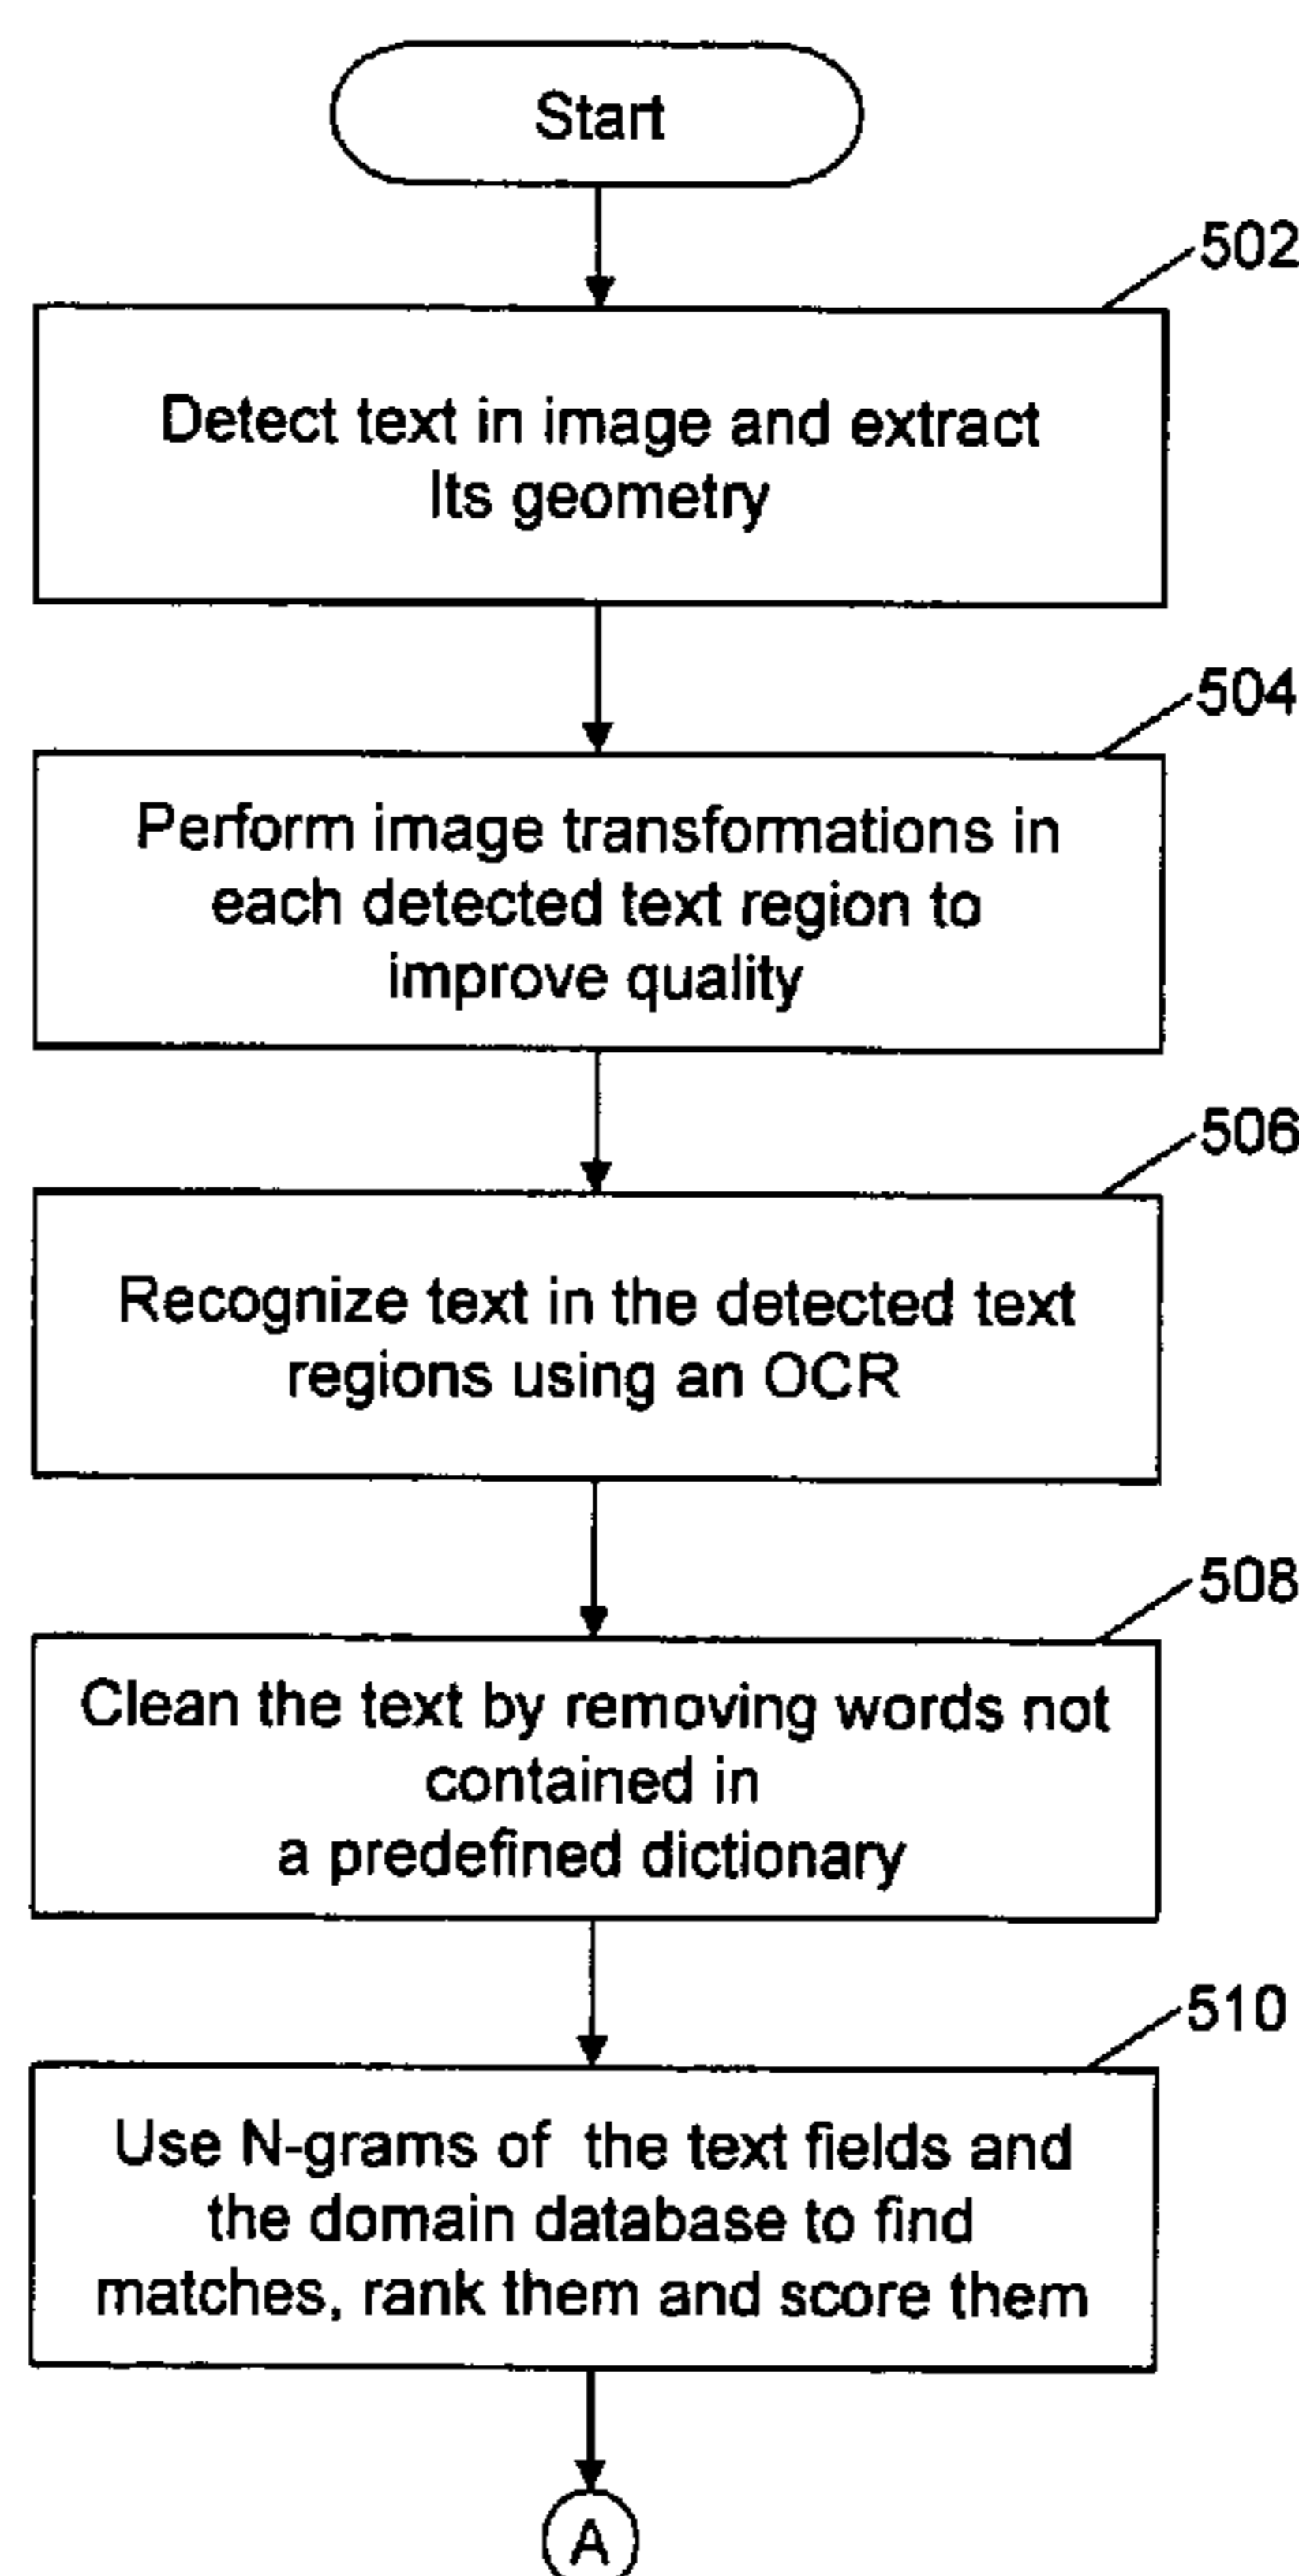 Start
502
Detect text in image and extract
Its geometry
504
Perform image transformations in
each detected text region to
improve quality
506
Recognize text in the detected text
regions using an OCR
508
Clean the text by removing words not
contained in
a predefined dictionary
510
Use N-grams of the text fields and
the domain database to find
matches, rank them and score them
A